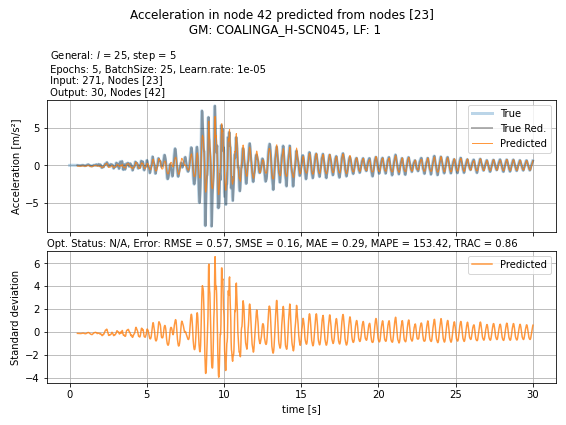 Acceleration in node 42 predicted from nodes [23]
GM: COALINGA_H-SCN045, LF: 1
General: l = 25, step = 5
Epochs: 5, BatchSize: 25, Learn.rate: 1e-05
Input: 271, Nodes [23]
Output: 30, Nodes [42]
True
True Red.
Predicted
5
0
−5
Acceleration [m/s²]
Opt. Status: N/A, Error: RMSE = 0.57, SMSE = 0.16, MAE = 0.29, MAPE = 153.42, TRAC = 0.86
Predicted
6
4
2
0
−2
−4
Standard deviation
0 5 10 15 20 25 30
time [s]